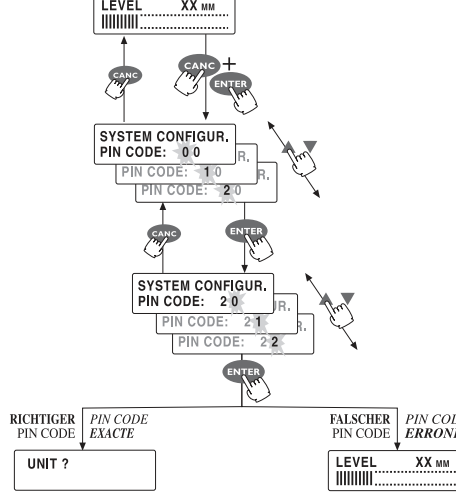 LEVEL XX MM
CANC
CANC
+
ENTER
SYSTEM CONFIGUR.
PIN CODE: 0 0
R.
PIN CODE: 1 0
R.
PIN CODE: 2 0
CANC
ENTER
SYSTEM CONFIGUR.
PIN CODE: 2 0
UR.
PIN CODE: 2 1
R.
PIN CODE: 2 2
ENTER
RICHTIGER PIN CODE
PIN CODE EXACTE
FALSCHER PIN
PIN CODE
UNIT ?
LEVEL XX MM